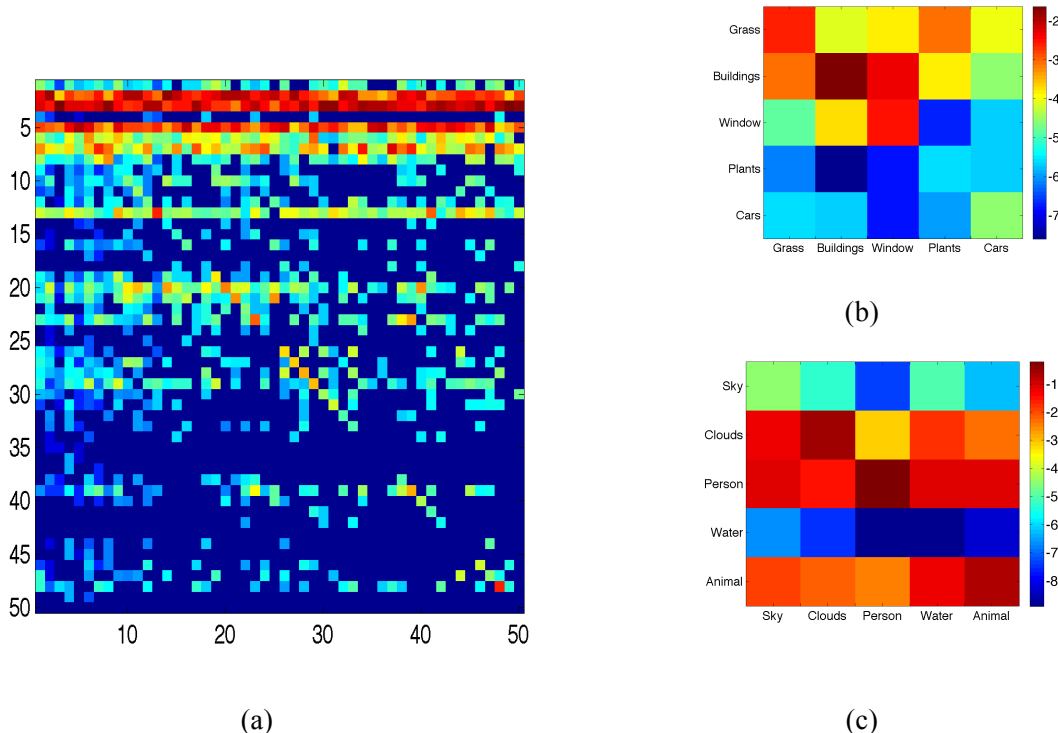 5
10
15
20
25
30
35
40
45
50
10 20 30 40 50
(a)
Grass
Buildings
Window
Plants
Cars
Grass Buildings Window Plants Cars
-2
-3
-4
-5
-6
-7
(b)
Sky
Clouds
Person
Water
Animal
Sky Clouds Person Water Animal
-1
-2
-3
-4
-5
-6
-7
-8
(c)